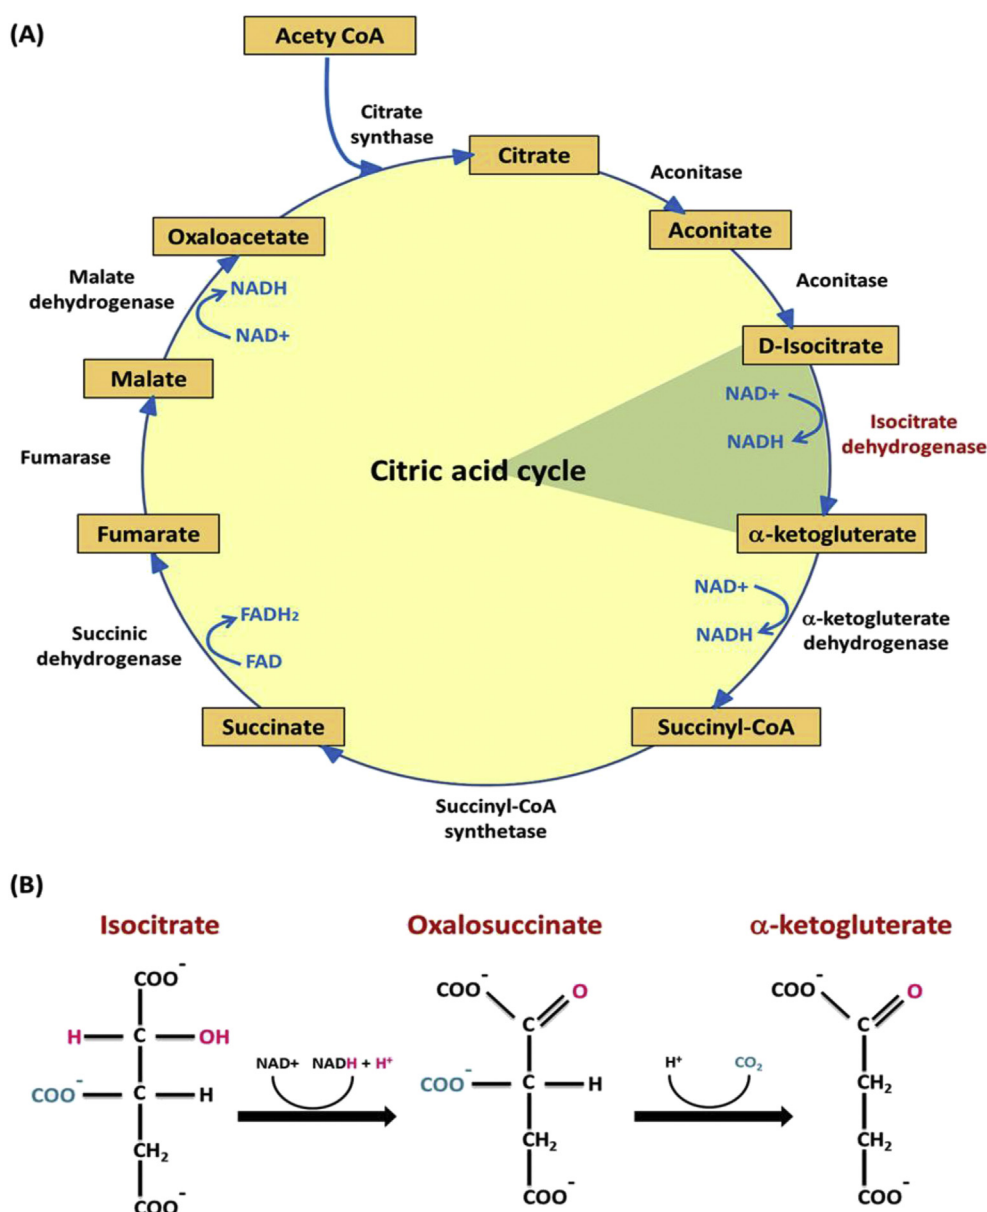 (A)
Acety CoA
Citrate
synthase
Citrate
Aconitase
Aconitate
Oxaloacetate
Malate
dehydrogenase
NADH
NAD+
Aconitase
D-Isocitrate
Malate
NAD+
NADH
Isocitrate
dehydrogenase
Fumarase
Citric acid cycle
Fumarate
α-ketogluterate
NAD+
NADH
α-ketogluterate
dehydrogenase
Succinic
dehydrogenase
FADH₂
FAD
Succinate
Succinyl-CoA
Succinyl-CoA
synthetase
(B)
Isocitrate
Oxalosuccinate
α-ketogluterate
COO⁻
H C OH
COO⁻ C H
CH₂
COO⁻
NAD+ NADH + H⁺
COO⁻ O
C
COO⁻ C H
CH₂
COO⁻
H⁺ CO₂
COO⁻ O
C
CH₂
CH₂
COO⁻